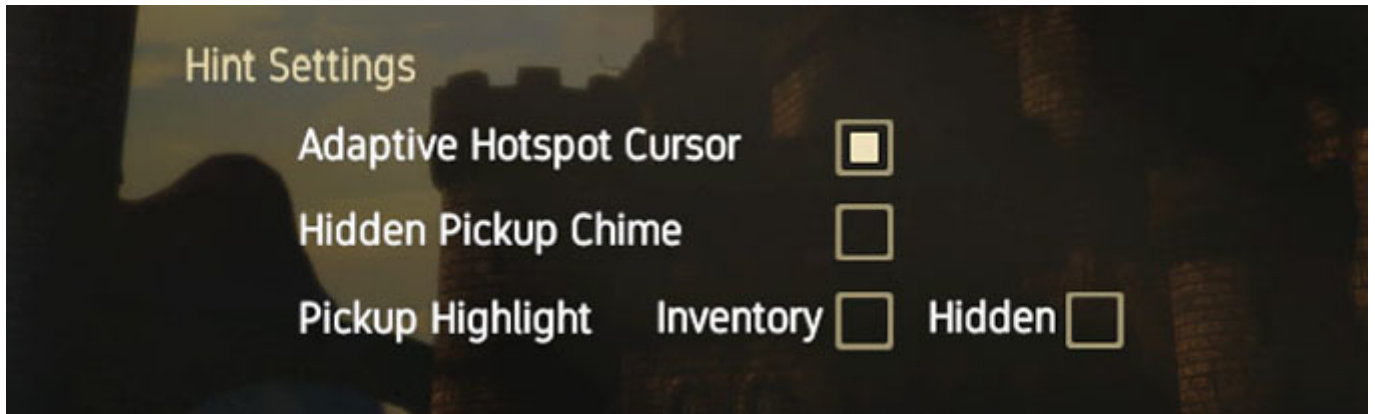 Hint Settings
Adaptive Hotspot Cursor
Hidden Pickup Chime
Pickup Highlight Inventory Hidden